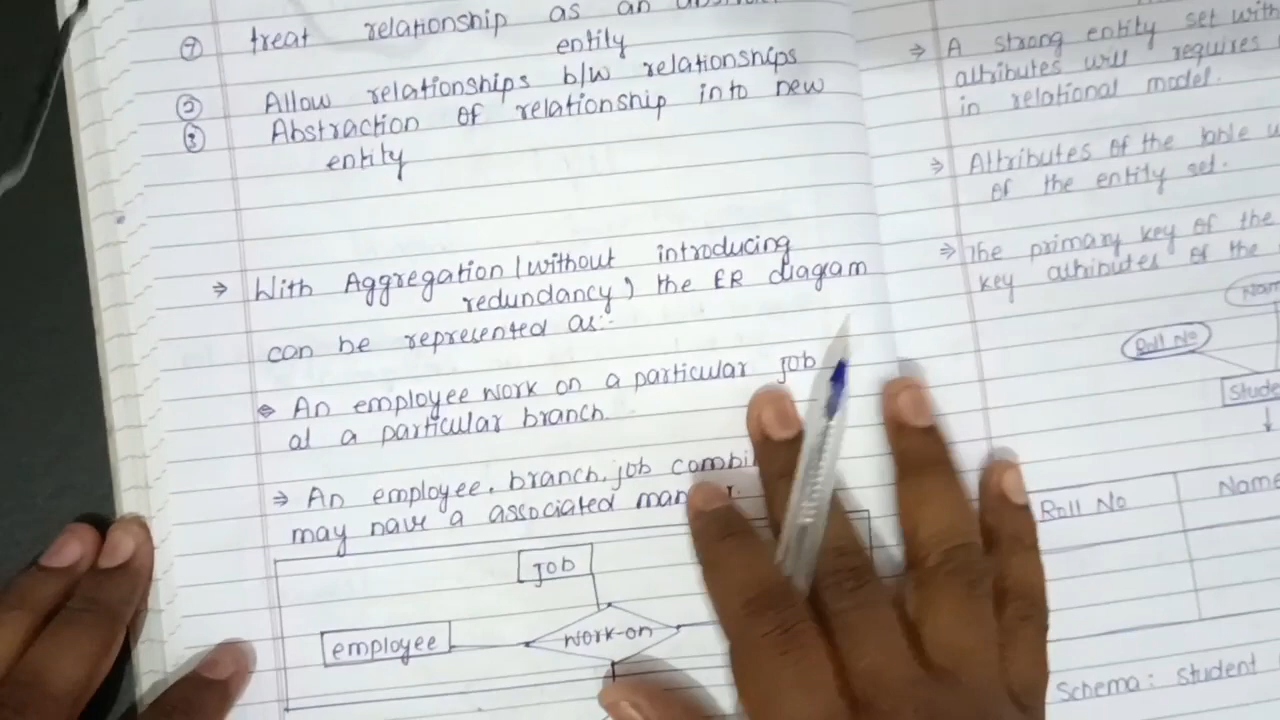 ⑦ treat relationship as an
entity
② Allow relationships b/w relationships
③ Abstraction of relationship into new
entity
⇒ With Aggregation (without introducing
redundancy) the ER diagram
can be represented as:-
⇒ An employee work on a particular job
at a particular branch
⇒ An employee, branch, job
may have a associated
job
employee
work-on
⇒ A strong entity set with
attributes will requires
in relational model.
⇒ Attributes of the table
of the entity set.
⇒ The primary key of the
key attributes of the
Roll No
Roll No
Name
Schema: Student